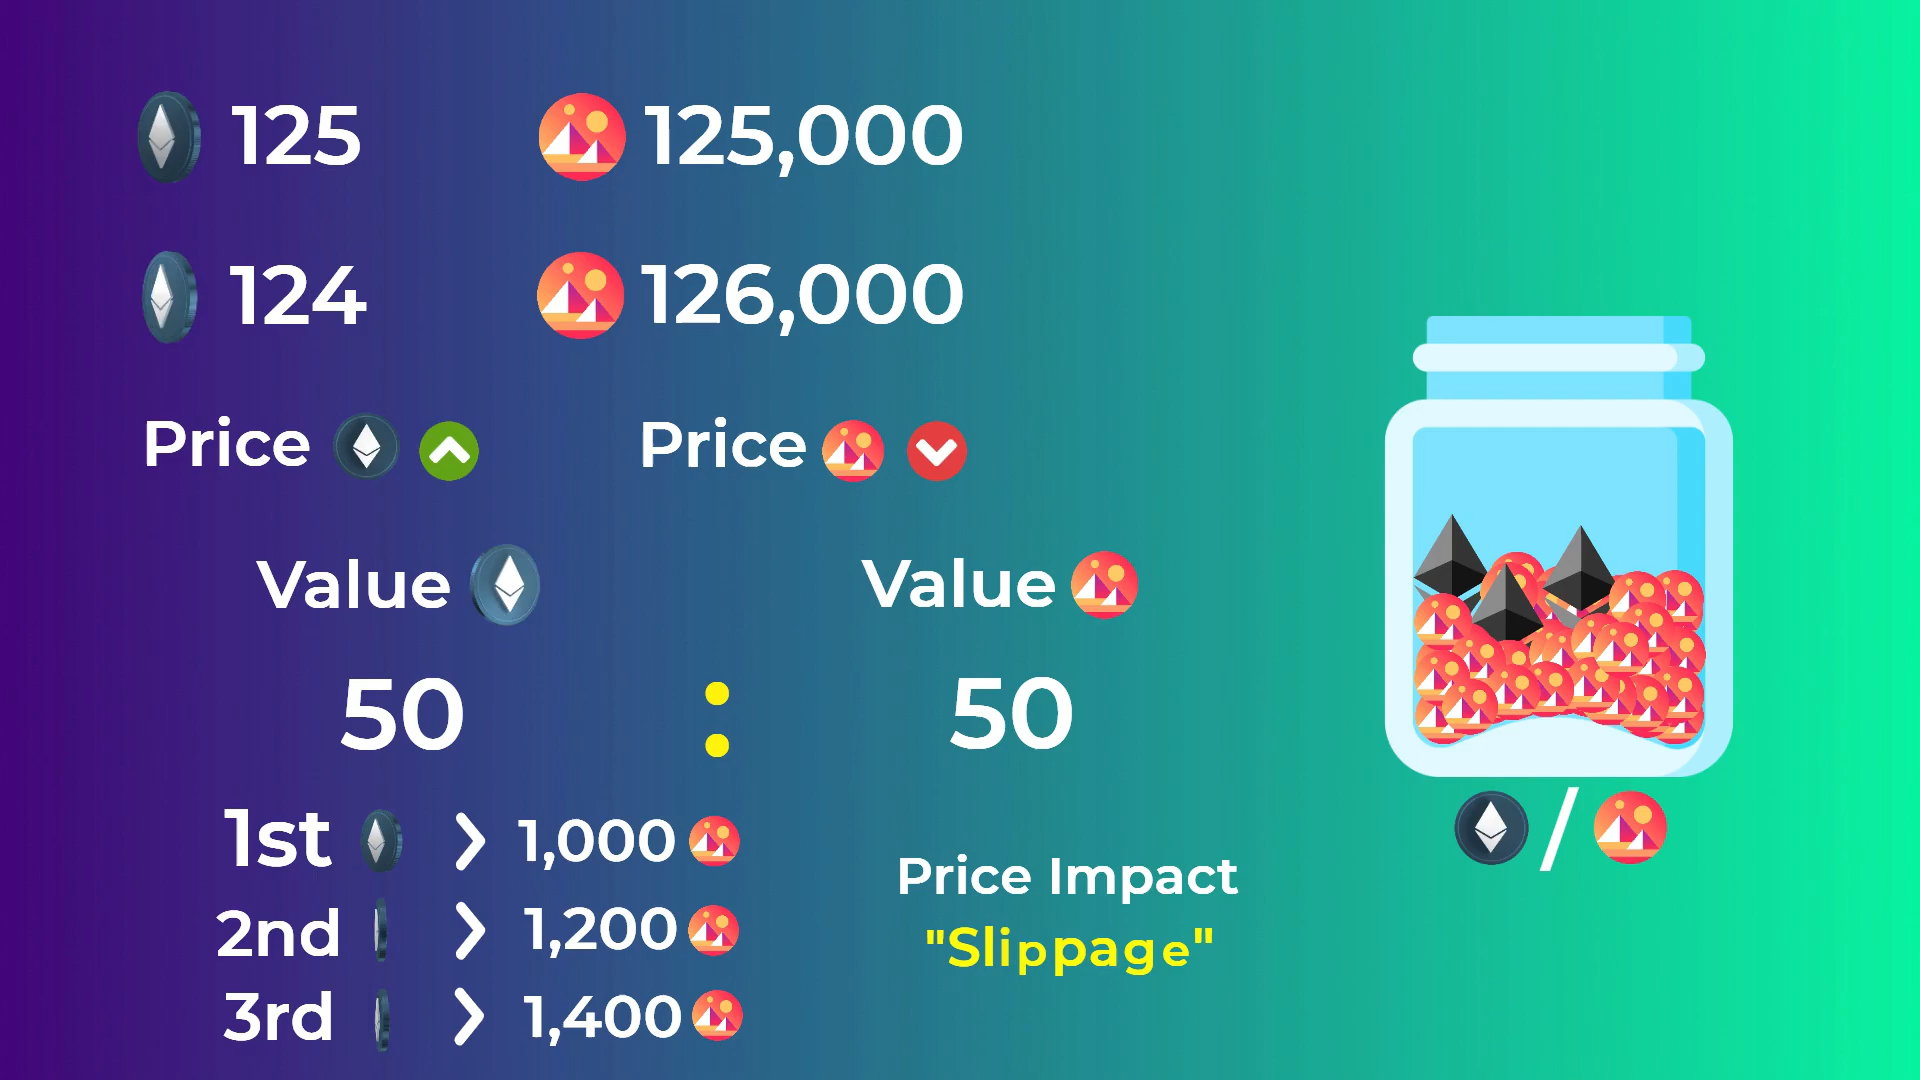 125 125,000
124 126,000
Price Price
Value Value
50 : 50
1st > 1,000
2nd > 1,200
3rd > 1,400
Price Impact
"Slippage"
/